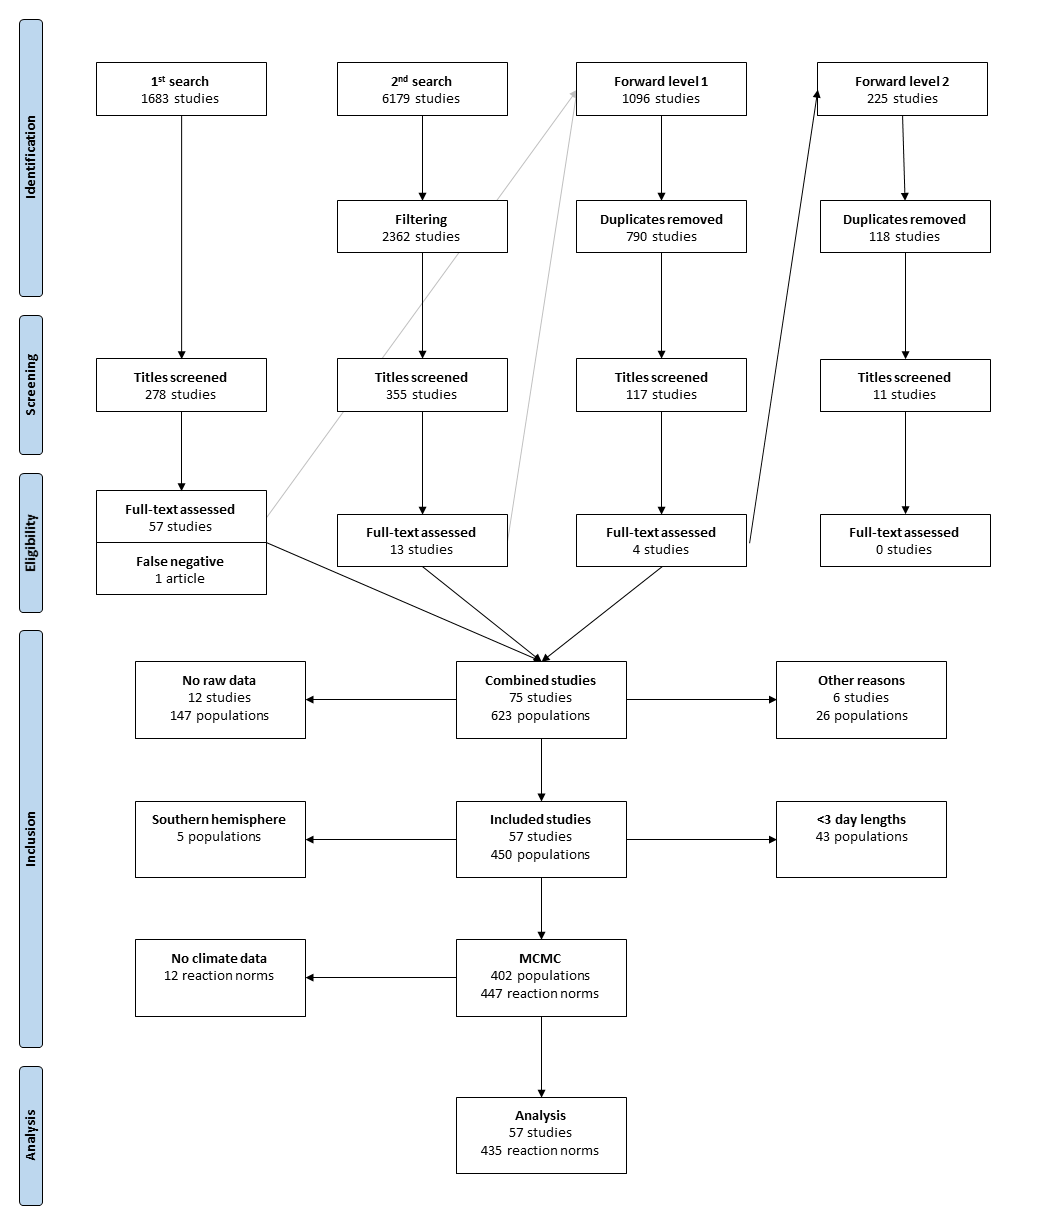 Identification
1st search
1683 studies
2nd search
6179 studies
Forward level 1
1096 studies
Forward level 2
225 studies
Filtering
2362 studies
Duplicates removed
790 studies
Duplicates removed
118 studies
Screening
Titles screened
278 studies
Titles screened
355 studies
Titles screened
117 studies
Titles screened
11 studies
Eligibility
Full-text assessed
57 studies
False negative
1 article
Full-text assessed
13 studies
Full-text assessed
4 studies
Full-text assessed
0 studies
Inclusion
No raw data
12 studies
147 populations
Combined studies
75 studies
623 populations
Other reasons
6 studies
26 populations
Southern hemisphere
5 populations
Included studies
57 studies
450 populations
<3 day lengths
43 populations
No climate data
12 reaction norms
MCMC
402 populations
447 reaction norms
Analysis
Analysis
57 studies
435 reaction norms